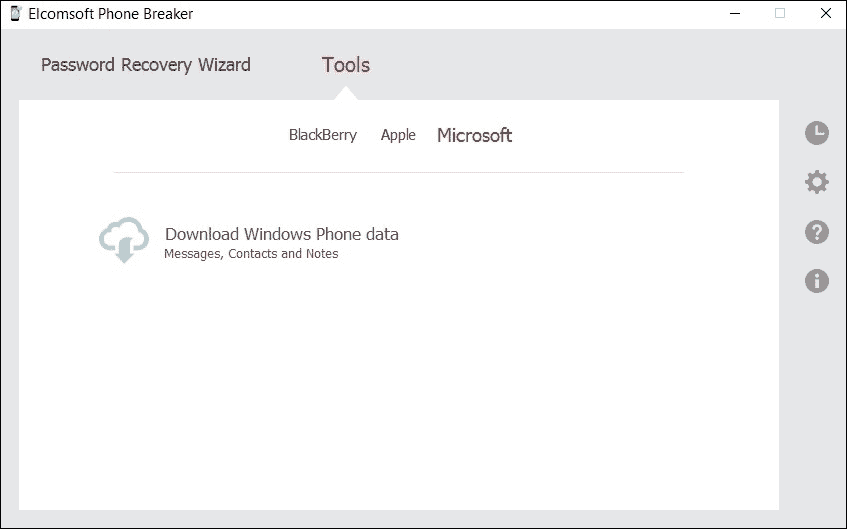 Elcomsoft Phone Breaker
Password Recovery Wizard Tools
BlackBerry Apple Microsoft
Download Windows Phone data
Messages, Contacts and Notes